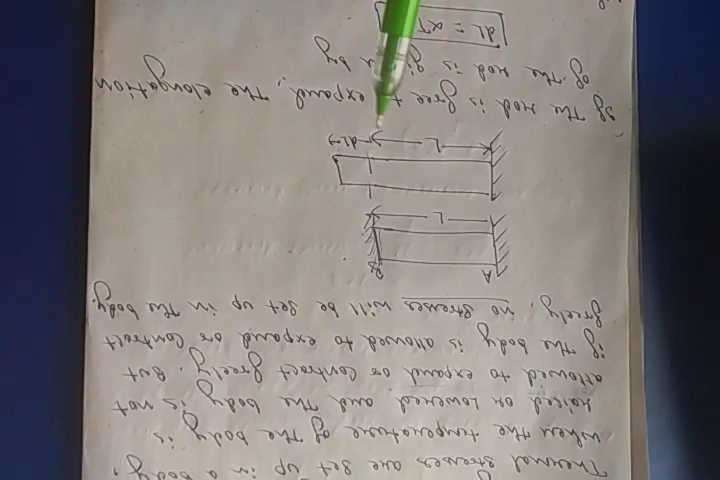 Thermal stresses are set up in a body,
when the temperature of the body is
raised or lowered and the body is not
allowed to expand or contract freely. But
if the body is allowed to expand or contract
freely, no stresses will be set up in the body.
A B
L
L dL
If the rod is free to expand, the elongation
of the rod is by
dL = αT